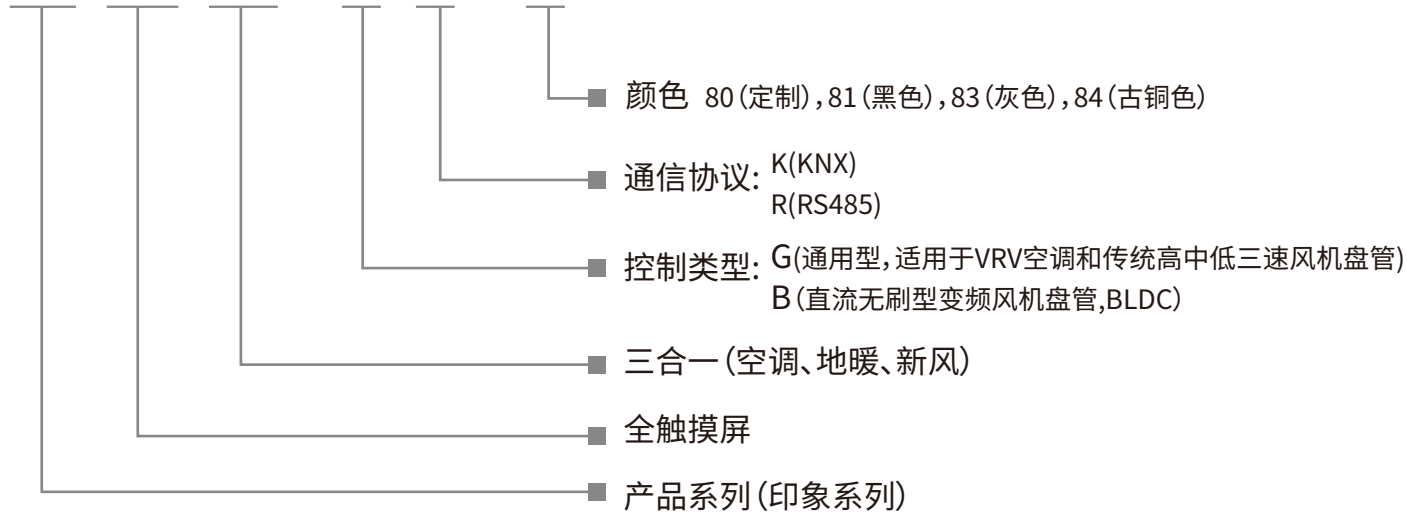 颜色 80(定制),81(黑色),83(灰色),84(古铜色)
通信协议: K(KNX)
R(RS485)
控制类型: G(通用型,适用于VRV空调和传统高中低三速风机盘管)
B(直流无刷型变频风机盘管,BLDC)
三合一(空调、地暖、新风)
全触摸屏
产品系列(印象系列)